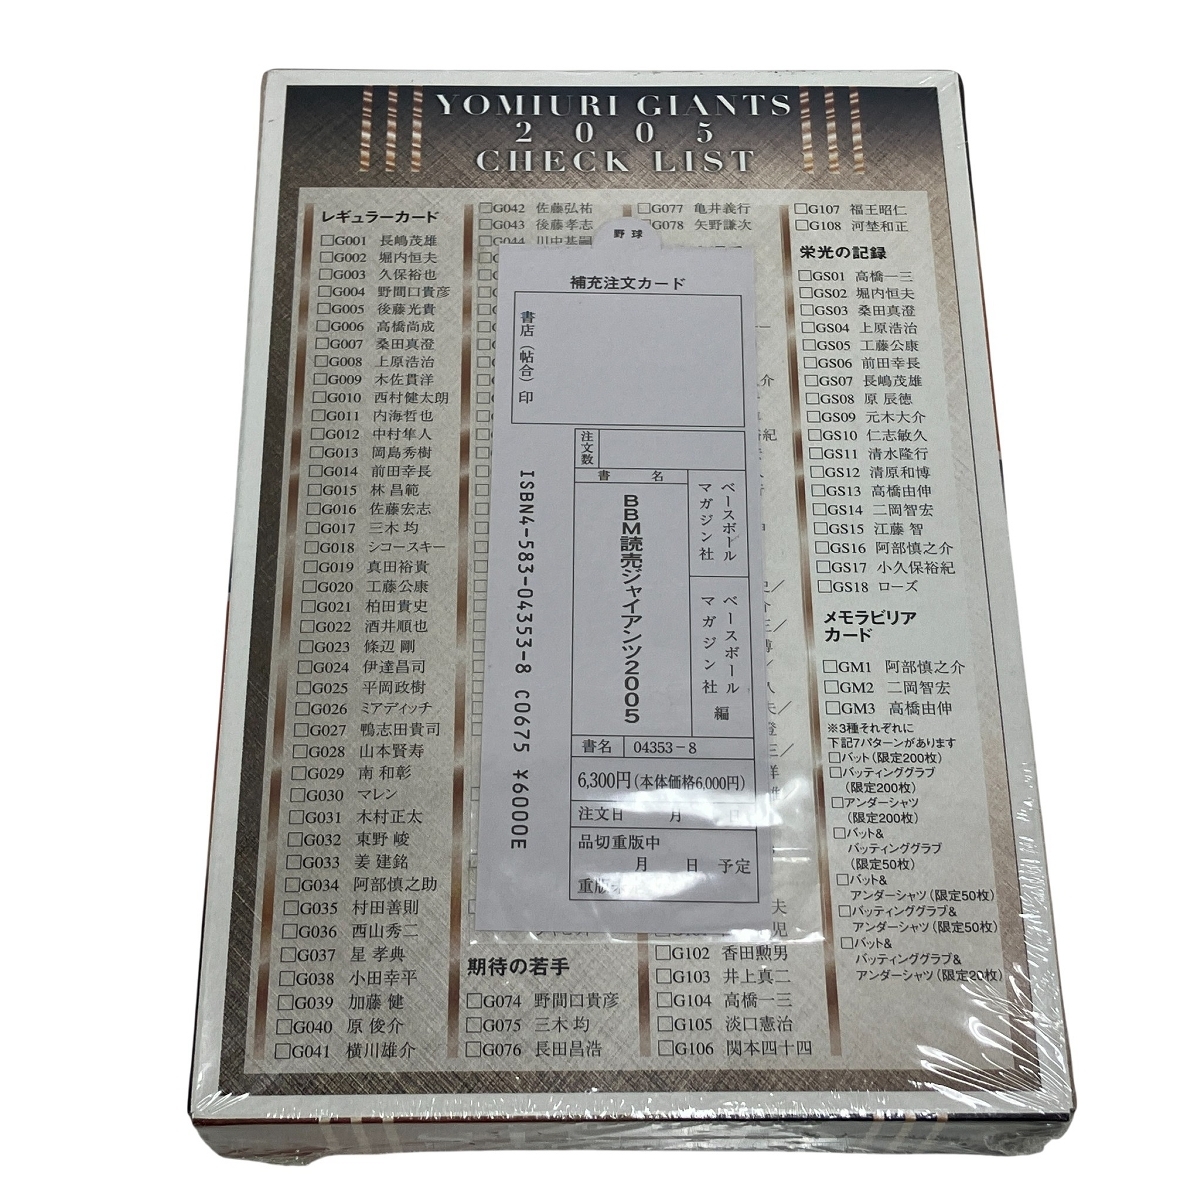 YOMIURI GIANTS
2005
CHECK LIST
レギュラーカード
□G001 長嶋茂雄
□G002 堀内恒夫
□G003 久保裕也
□G004 野間口貴彦
□G005 後藤光貴
□G006 高橋尚成
□G007 桑田真澄
□G008 上原浩治
□G009 木佐貫洋
□G010 西村健太朗
□G011 内海哲也
□G012 中村隼人
□G013 岡島秀樹
□G014 前田幸長
□G015 林 昌範
□G016 佐藤宏志
□G017 三木 均
□G018 シコースキー
□G019 真田裕貴
□G020 工藤公康
□G021 柏田貴史
□G022 酒井順也
□G023 條辺 剛
□G024 伊達昌司
□G025 平岡政樹
□G026 ミアディッチ
□G027 鴨志田貴司
□G028 山本賢寿
□G029 南 和彰
□G030 マレン
□G031 木村正太
□G032 東野 峻
□G033 姜 建銘
□G034 阿部慎之助
□G035 村田善則
□G036 西山秀二
□G037 星 孝典
□G038 小田幸平
□G039 加藤 健
□G040 原 俊介
□G041 横川雄介
□G042 佐藤弘祐
□G043 後藤孝志
□G044 川中基嗣
期待の若手
□G074 野間口貴彦
□G075 三木 均
□G076 長田昌浩
□G077 亀井義行
□G078 矢野謙次
□G102 香田勲男
□G103 井上真二
□G104 高橋一三
□G105 淡口憲治
□G106 関本四十四
□G107 福王昭仁
□G108 河埜和正
栄光の記録
□GS01 高橋一三
□GS02 堀内恒夫
□GS03 桑田真澄
□GS04 上原浩治
□GS05 工藤公康
□GS06 前田幸長
□GS07 長嶋茂雄
□GS08 原 辰徳
□GS09 元木大介
□GS10 仁志敏久
□GS11 清水隆行
□GS12 清原和博
□GS13 高橋由伸
□GS14 二岡智宏
□GS15 江藤 智
□GS16 阿部慎之介
□GS17 小久保裕紀
□GS18 ローズ
メモラビリア
カード
□GM1 阿部慎之介
□GM2 二岡智宏
□GM3 高橋由伸
※3種それぞれに
下記7パターンがあります
□バット(限定200枚)
□バッティンググラブ
(限定200枚)
□アンダーシャツ
(限定200枚)
□バット&
バッティンググラブ
(限定50枚)
□バット&
アンダーシャツ(限定50枚)
□バッティンググラブ&
アンダーシャツ(限定50枚)
□バット&
バッティンググラブ&
アンダーシャツ(限定20枚)
野球
補充注文カード
書店(帖合)印
注文数
書名
ベースボール
マガジン社
BBM読売ジャイアンツ2005
ベースボール
マガジン社 編
ISBN4-583-04353-8 C0675 ¥6000E
書名 04353-8
6,300円(本体価格6,000円)
注文日 月 日
品切重版中
月 日 予定